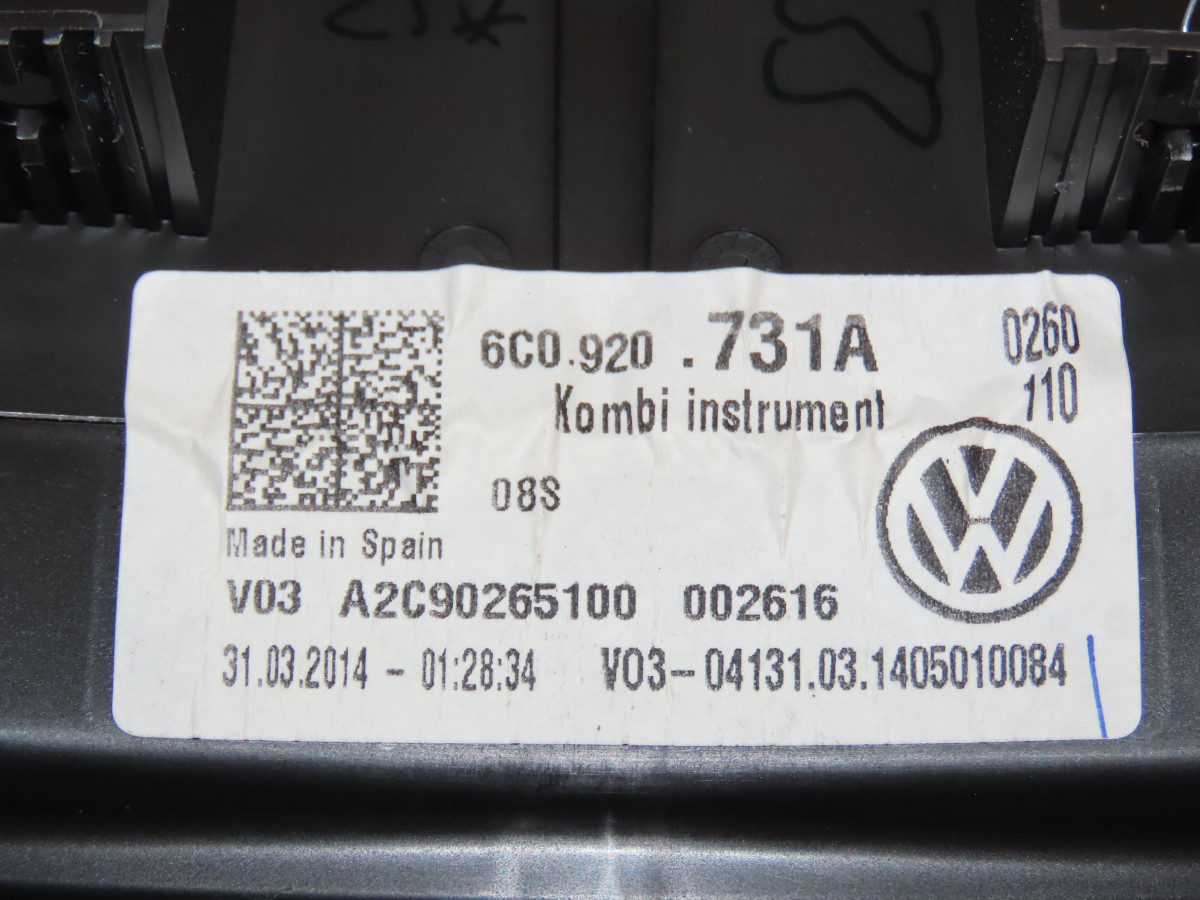 6C0.920 .731A 0260
Kombi instrument 110
08S
Made in Spain
V03 A2C90265100 002616
31.03.2014 - 01:28:34 V03-04131.03.1405010084